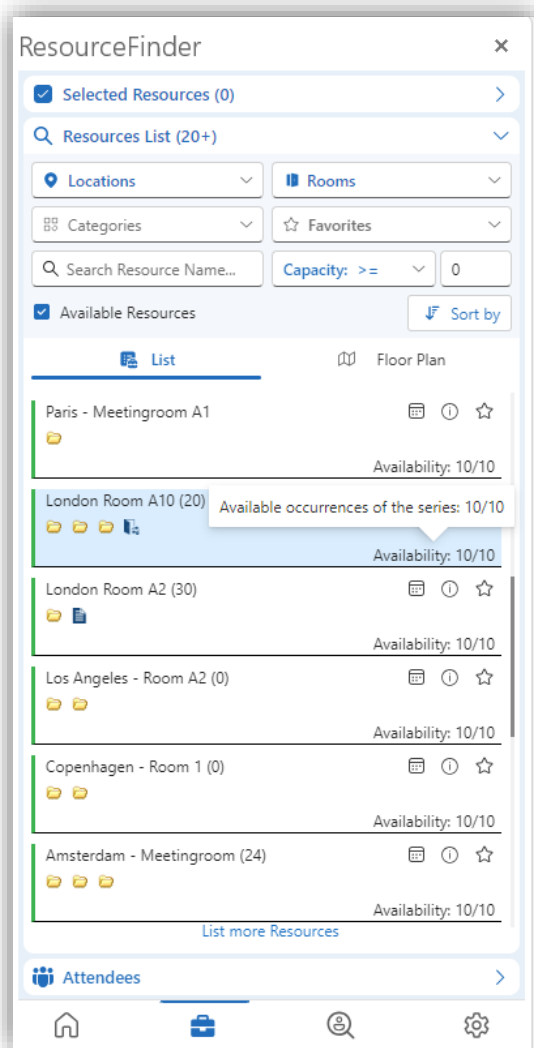 ResourceFinder
Selected Resources (0)
Resources List (20+)
Locations
Rooms
Categories
Favorites
Search Resource Name...
Capacity: >=
0
Available Resources
Sort by
List
Floor Plan
Paris - Meetingroom A1
Availability: 10/10
London Room A10 (20)
Available occurrences of the series: 10/10
Availability: 10/10
London Room A2 (30)
Availability: 10/10
Los Angeles - Room A2 (0)
Availability: 10/10
Copenhagen - Room 1 (0)
Availability: 10/10
Amsterdam - Meetingroom (24)
Availability: 10/10
List more Resources
Attendees